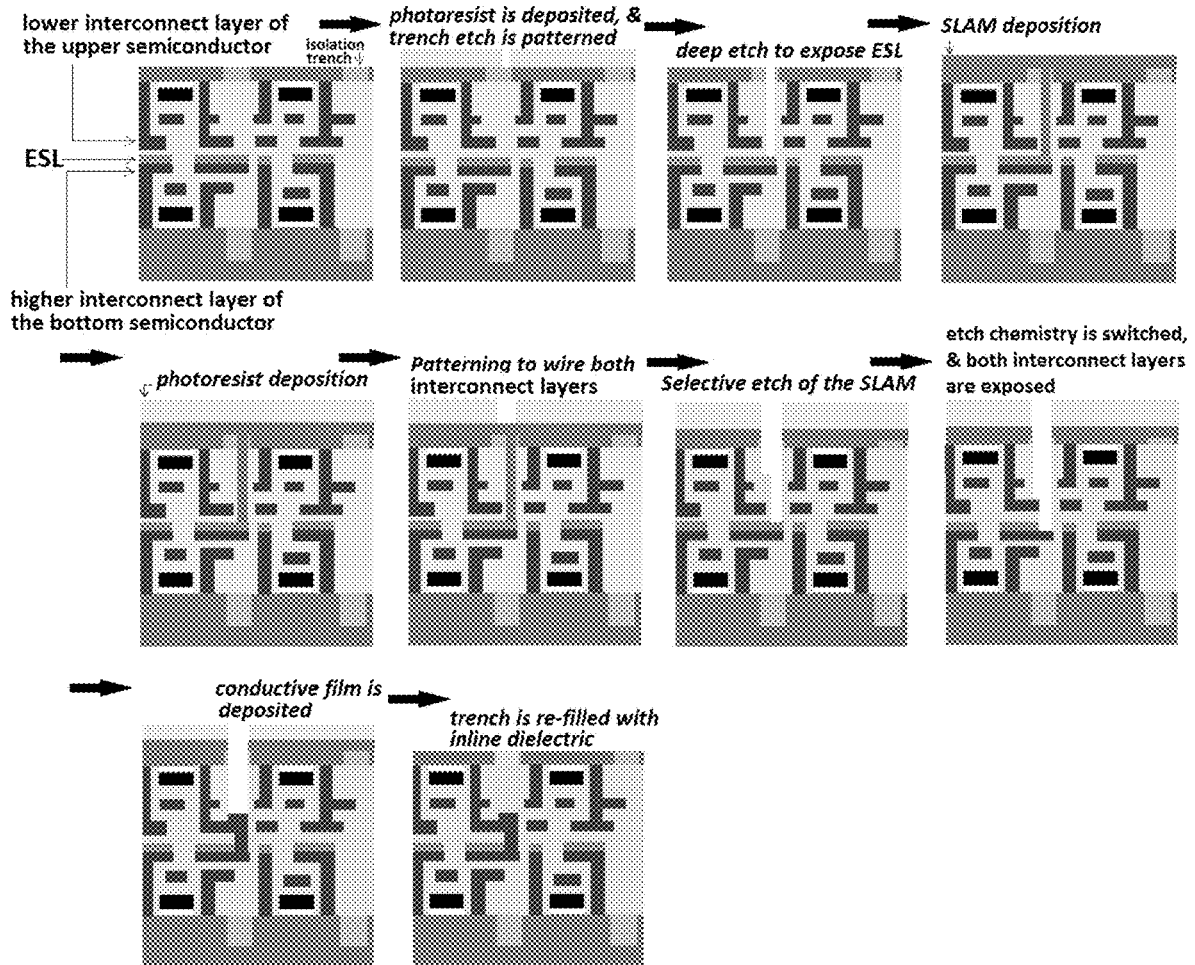 lower interconnect layer of
the upper semiconductor
isolation
trench
ESL
higher interconnect layer of
the bottom semiconductor
photoresist is deposited, &
trench etch is patterned
deep etch to expose ESL
SLAM deposition
photoresist deposition
Patterning to wire both
interconnect layers
Selective etch of the SLAM
etch chemistry is switched,
& both interconnect layers
are exposed
conductive film is
deposited
trench is re-filled with
inline dielectric